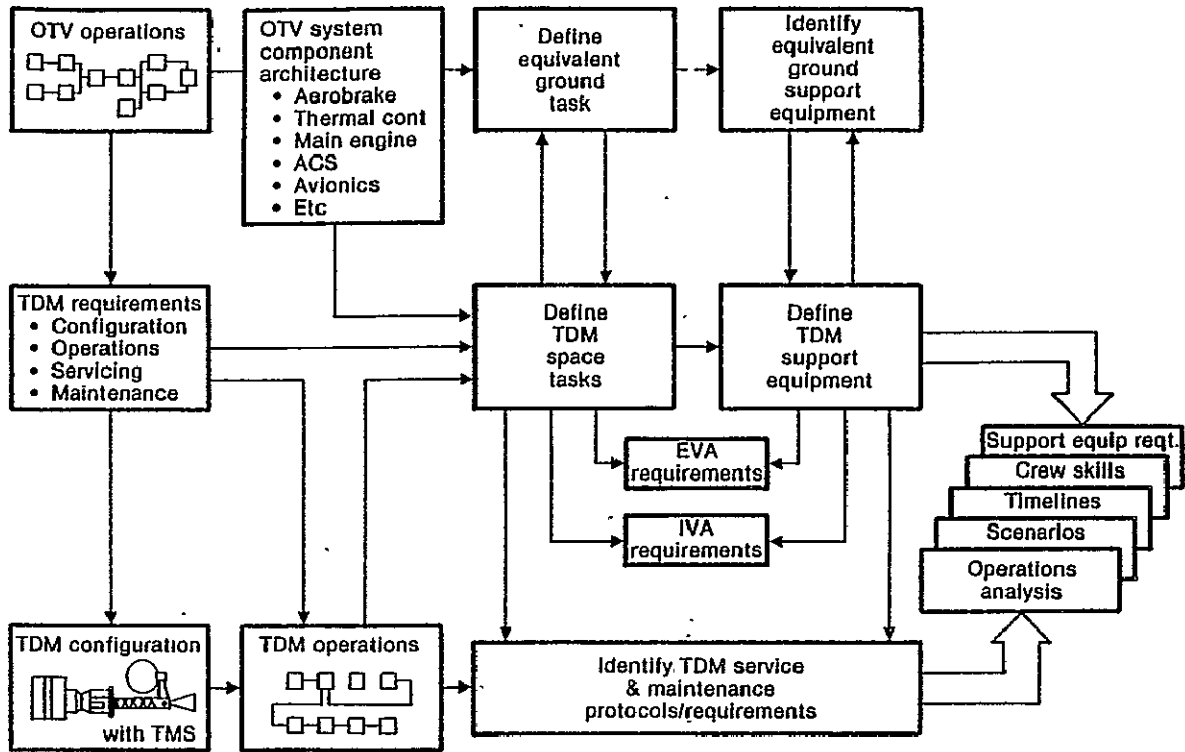 OTV operations
OTV system
component
architecture
• Aerobrake
• Thermal cont
• Main engine
• ACS
• Avionics
• Etc
Define
equivalent
ground
task
Identify
equivalent
ground
support
equipment
TDM requirements
• Configuration
• Operations
• Servicing
• Maintenance
Define
TDM
space
tasks
Define
TDM
support
equipment
EVA
requirements
IVA
requirements
Support equip reqt.
Crew skills
Timelines
Scenarios
Operations
analysis
TDM configuration
with TMS
TDM operations
Identify TDM service
& maintenance
protocols/requirements